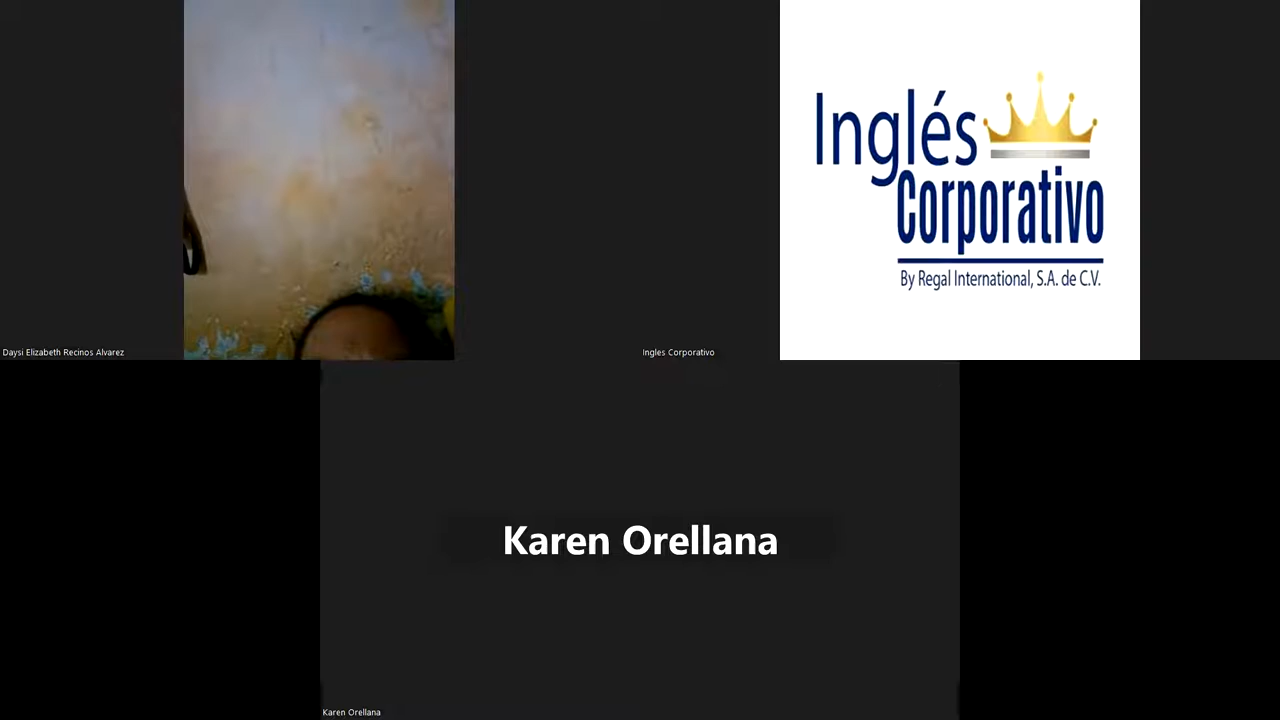 Inglés
Corporativo
By Regal International, S.A. de C.V.
Daysi Elizabeth Recinos Alvarez
Ingles Corporativo
Karen Orellana
Karen Orellana